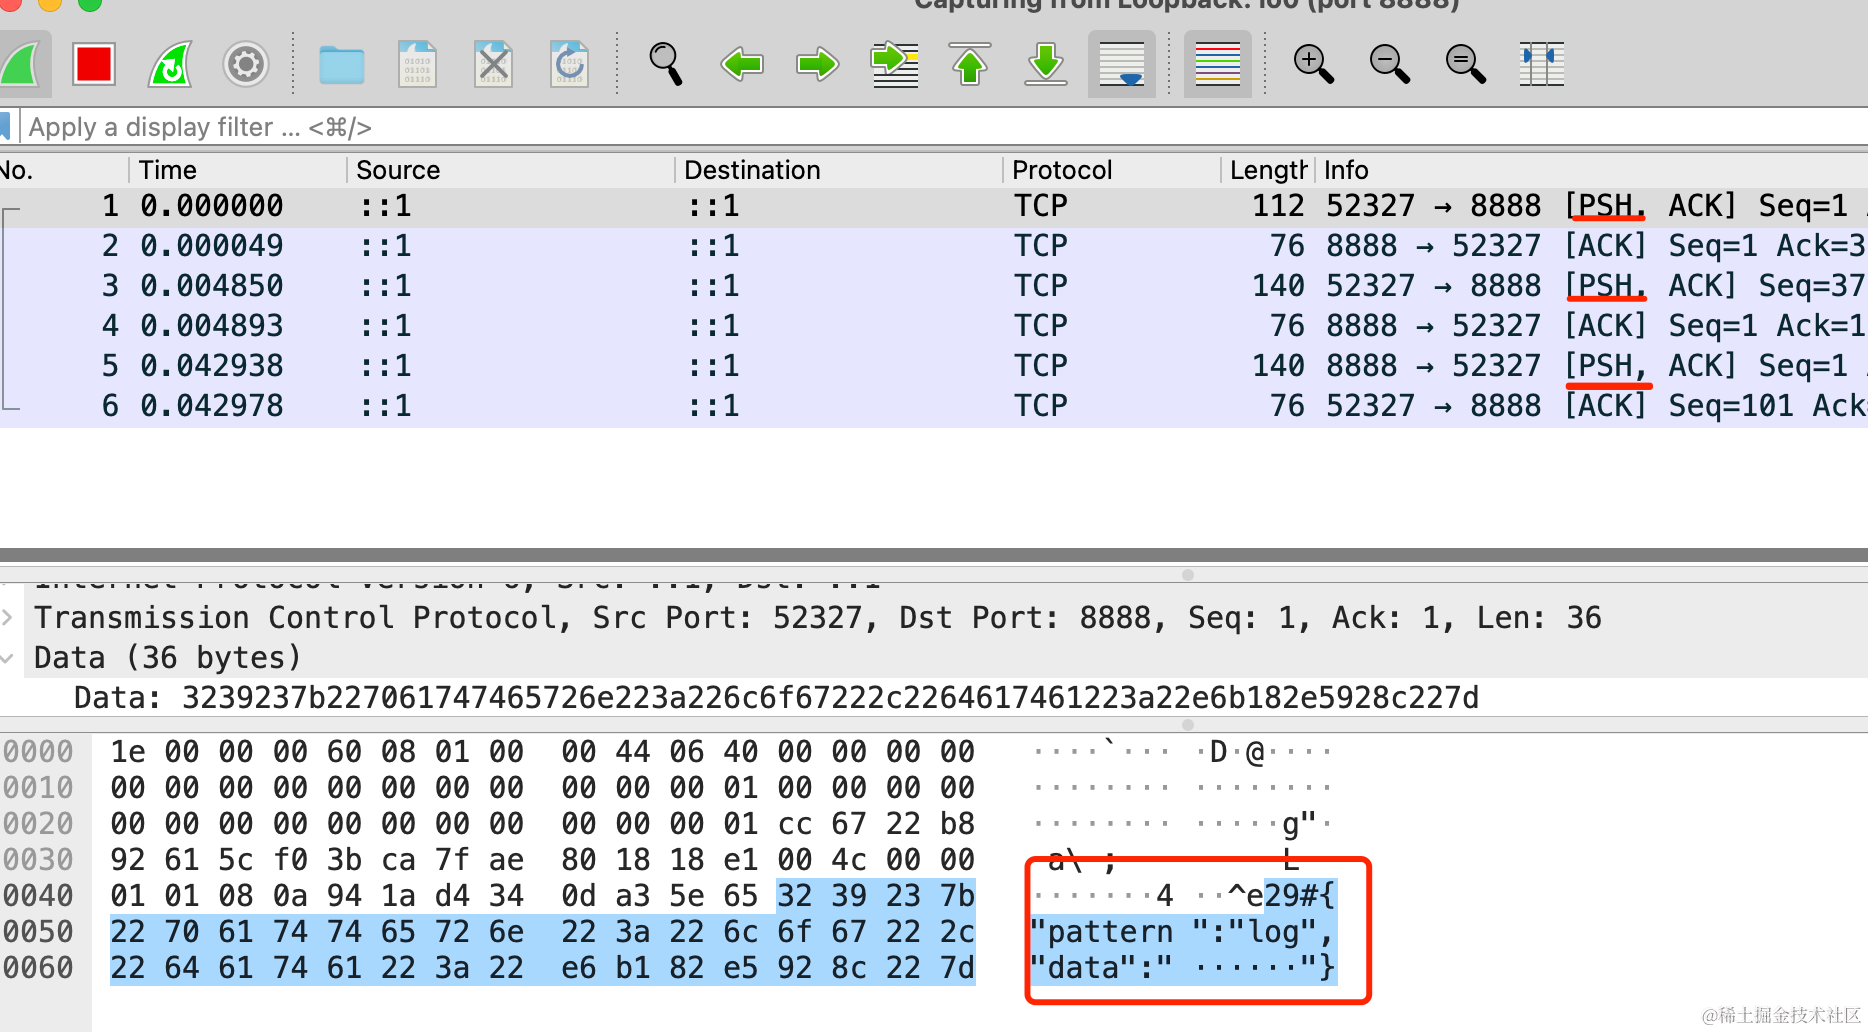 Capturing from Loopback: lo0 (port 8888)
Apply a display filter ... <⌘/>
No. Time Source Destination Protocol Length Info
1 0.000000 ::1 ::1 TCP 112 52327 → 8888 [PSH, ACK] Seq=1
2 0.000049 ::1 ::1 TCP 76 8888 → 52327 [ACK] Seq=1 Ack=3
3 0.004850 ::1 ::1 TCP 140 52327 → 8888 [PSH, ACK] Seq=37
4 0.004893 ::1 ::1 TCP 76 8888 → 52327 [ACK] Seq=1 Ack=1
5 0.042938 ::1 ::1 TCP 140 8888 → 52327 [PSH, ACK] Seq=1
6 0.042978 ::1 ::1 TCP 76 52327 → 8888 [ACK] Seq=101 Ack
Internet Protocol Version 6, Src: ::1, Dst: ::1
Transmission Control Protocol, Src Port: 52327, Dst Port: 8888, Seq: 1, Ack: 1, Len: 36
Data (36 bytes)
Data: 3239237b227061747465726e223a226c6f67222c2264617461223a22e6b182e5928c227d
0000 1e 00 00 00 60 08 01 00 00 44 06 40 00 00 00 00 ····`··· ·D·@····
0010 00 00 00 00 00 00 00 00 00 00 00 01 00 00 00 00 ········ ········
0020 00 00 00 00 00 00 00 00 00 00 00 01 cc 67 22 b8 ········ ·····g"·
0030 92 61 5c f0 3b ca 7f ae 80 18 18 e1 00 4c 00 00 a\ ; L
0040 01 01 08 0a 94 1a d4 34 0d a3 5e 65 32 39 23 7b ·······4 ··^e29#{
0050 22 70 61 74 74 65 72 6e 22 3a 22 6c 6f 67 22 2c "pattern ":"log",
0060 22 64 61 74 61 22 3a 22 e6 b1 82 e5 92 8c 22 7d "data":" ······"}
@稀土掘金技术社区